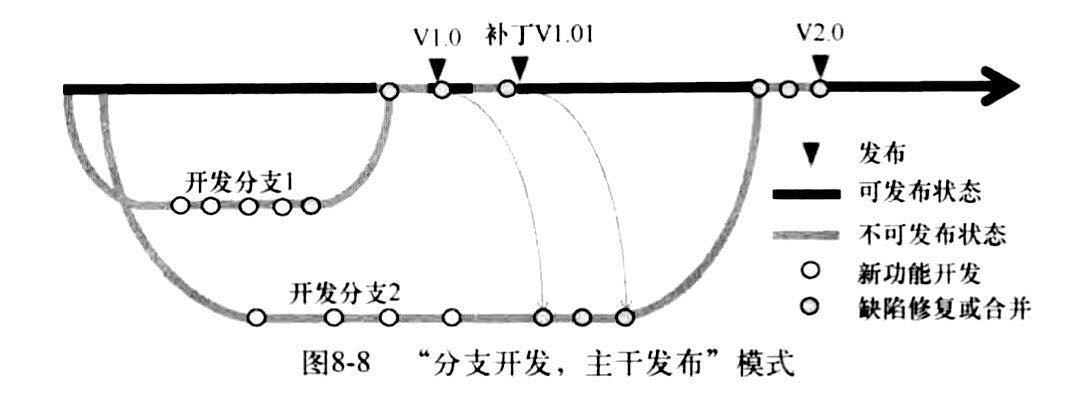 V1.0
补丁V1.01
V2.0
开发分支1
开发分支2
发布
可发布状态
不可发布状态
新功能开发
缺陷修复或合并
图8-8 “分支开发，主干发布”模式